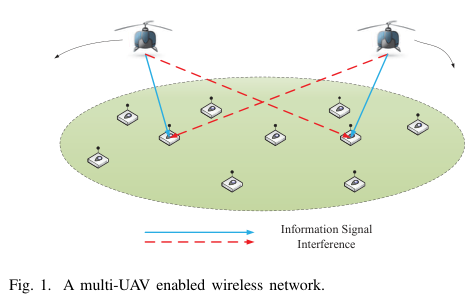 Information Signal
Interference
Fig. 1. A multi-UAV enabled wireless network.